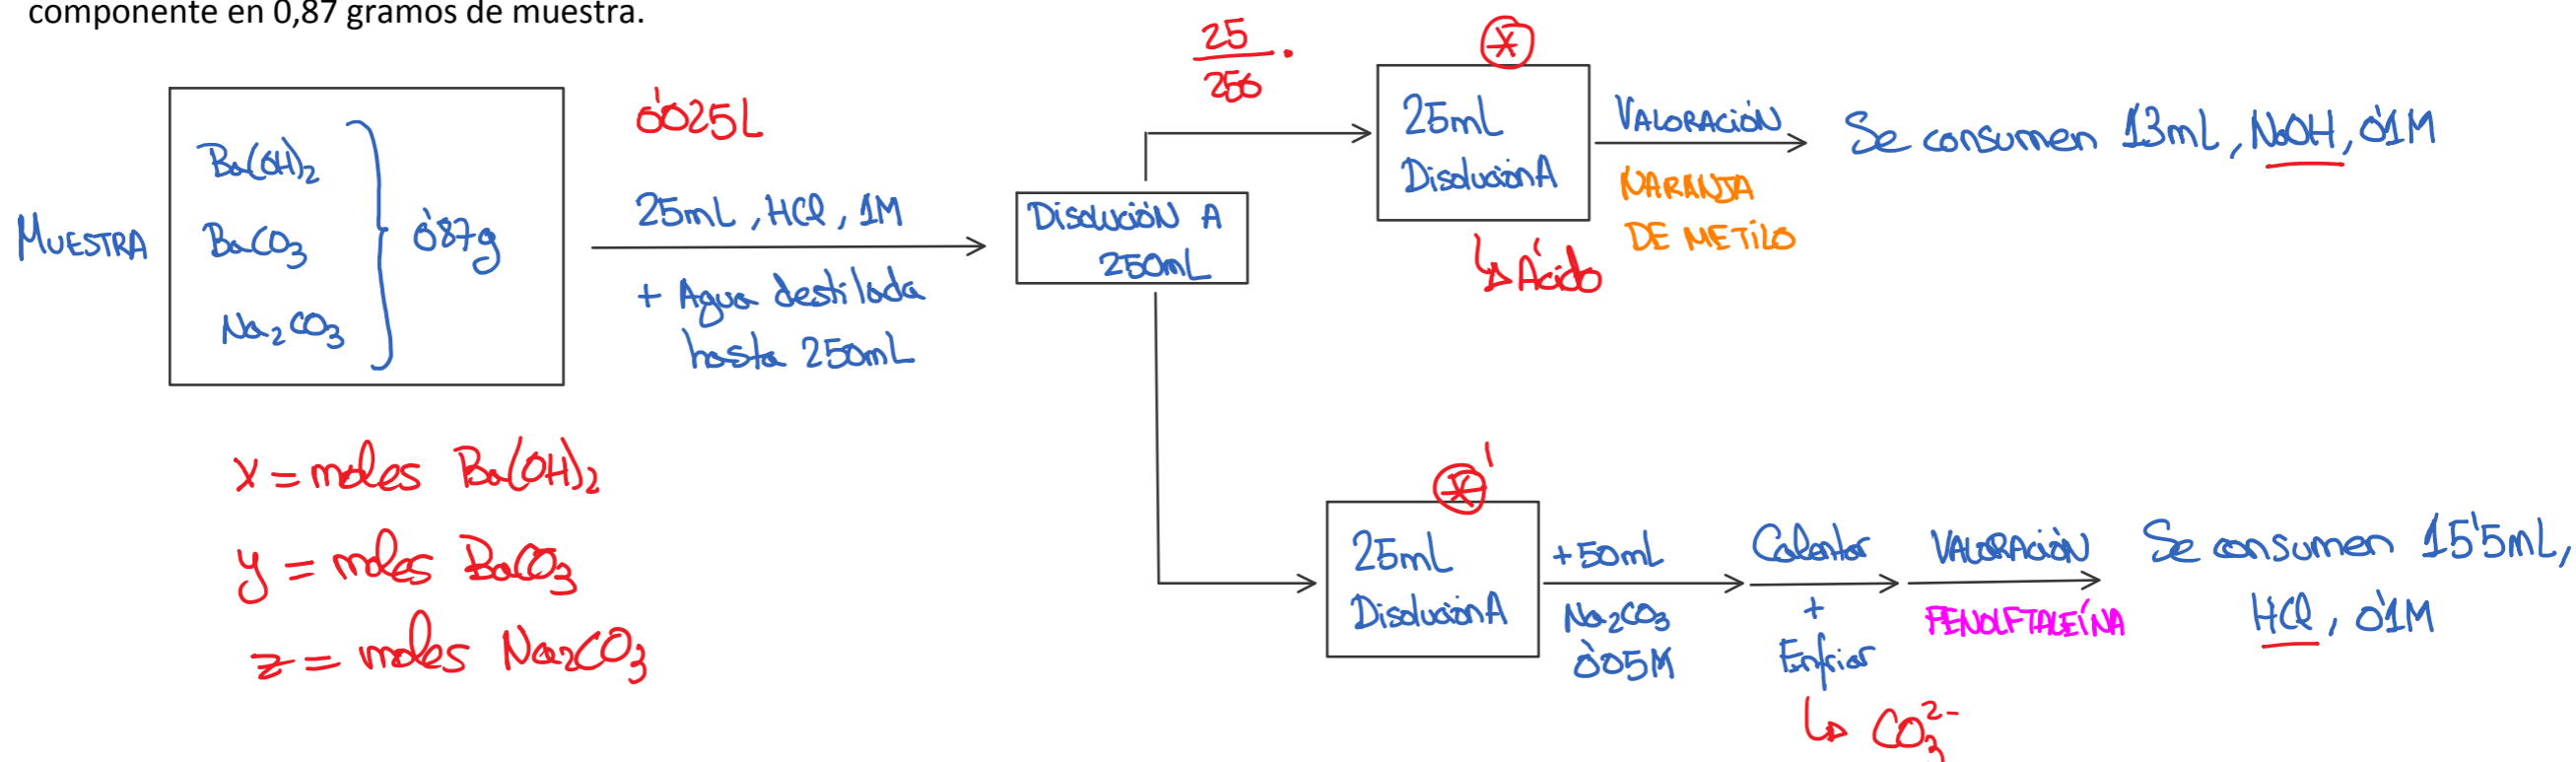 componente en 0,87 gramos de muestra.
MUESTRA
Ba(OH)₂
BaCO₃
Na₂CO₃
0'87g
0'025L
25mL, HCl, 1M
+ Agua destilada
hasta 250mL
DISOLUCIÓN A
250mL
25/250 ·
*
25mL
Disolución A
↳ Ácido
VALORACIÓN
NARANJA
DE METILO
Se consumen 13mL, NaOH, 0'1M
x = moles Ba(OH)₂
y = moles BaCO₃
z = moles Na₂CO₃
*'
25mL
Disolución A
+50mL
Na₂CO₃
0'05M
Calentar
+
Enfriar
↳ CO₃²⁻
VALORACIÓN
FENOLFTALEÍNA
Se consumen 15'5mL,
HCl, 0'1M